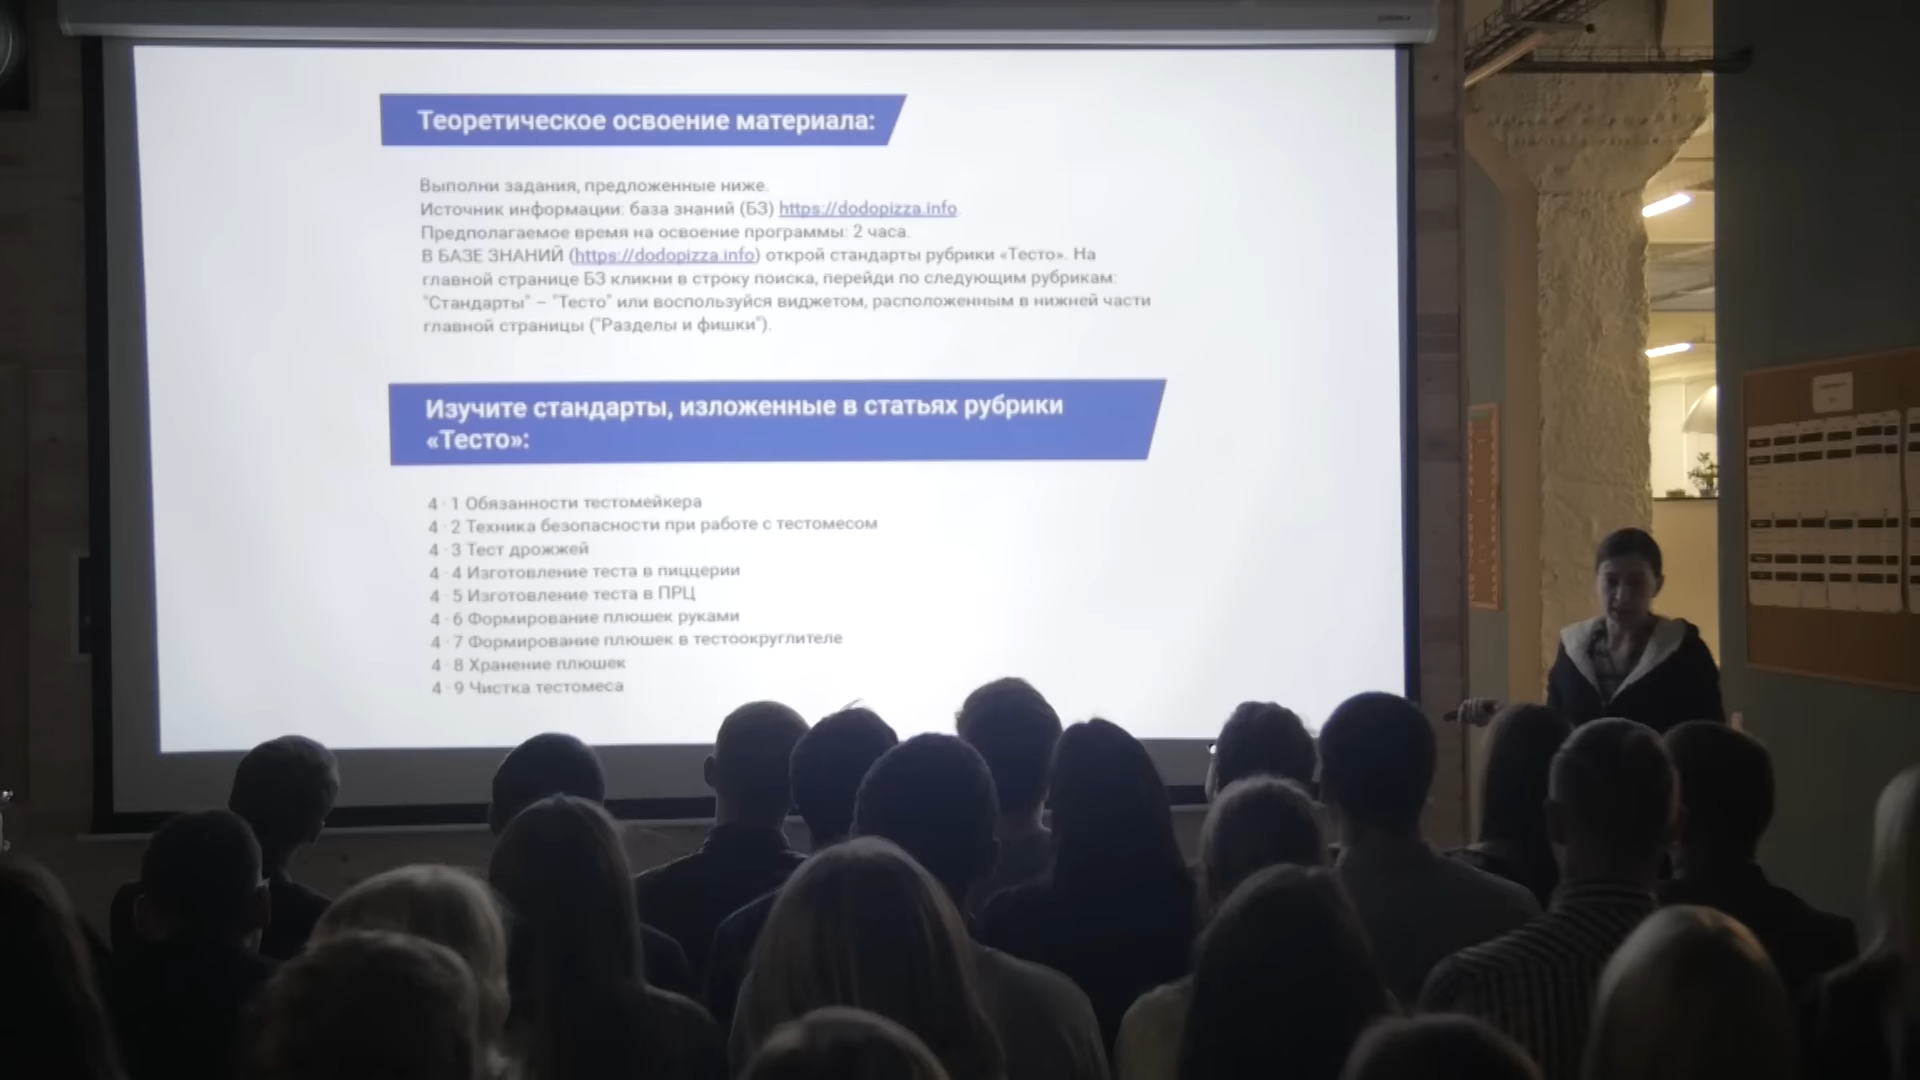 Теоретическое освоение материала:
Выполни задания, предложенные ниже.
Источник информации: база знаний (БЗ) https://dodopizza.info.
Предполагаемое время на освоение программы: 2 часа.
В БАЗЕ ЗНАНИЙ (https://dodopizza.info) открой стандарты рубрики «Тесто». На
главной странице БЗ кликни в строку поиска, перейди по следующим рубрикам:
"Стандарты" – "Тесто" или воспользуйся виджетом, расположенным в нижней части
главной страницы ("Разделы и фишки").
Изучите стандарты, изложенные в статьях рубрики
«Тесто»:
4 · 1 Обязанности тестомейкера
4 · 2 Техника безопасности при работе с тестомесом
4 · 3 Тест дрожжей
4 · 4 Изготовление теста в пиццерии
4 · 5 Изготовление теста в ПРЦ
4 · 6 Формирование плюшек руками
4 · 7 Формирование плюшек в тестоокруглителе
4 · 8 Хранение плюшек
4 · 9 Чистка тестомеса